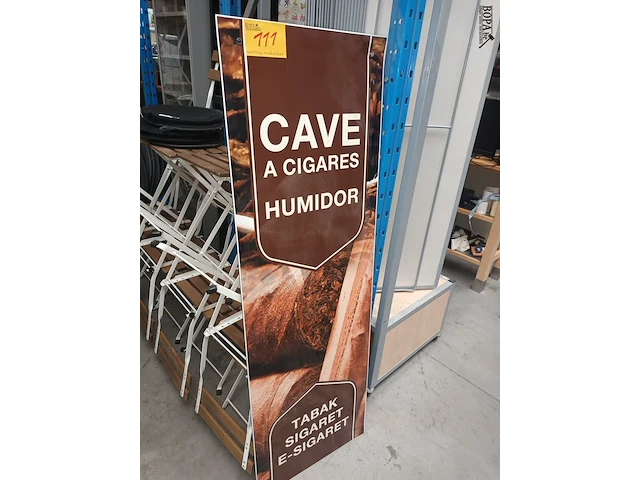 111
CAVE
A CIGARES
HUMIDOR
TABAK
SIGARET
E-SIGARET
BOPA